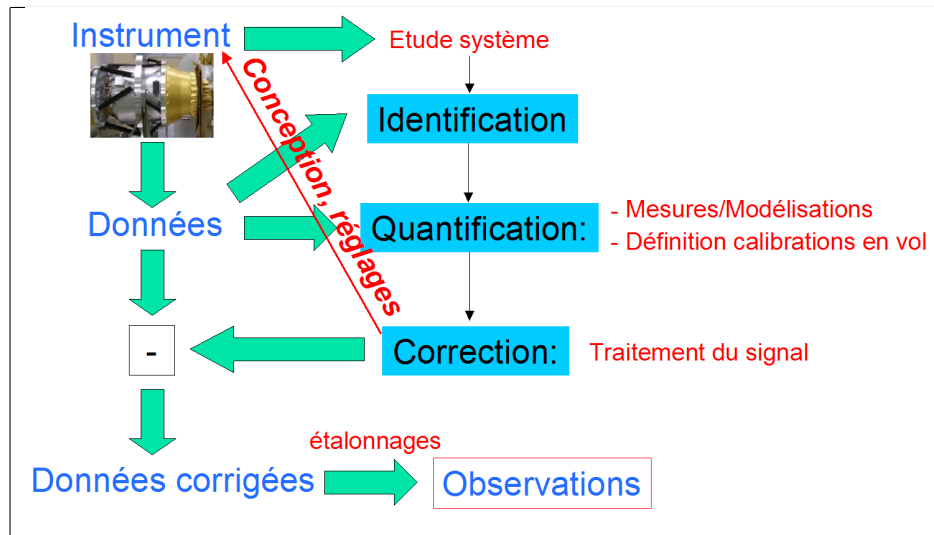 Instrument
Etude système
Conception, réglages
Identification
Données
Quantification:
- Mesures/Modélisations
- Définition calibrations en vol
-
Correction:
Traitement du signal
étalonnages
Données corrigées
Observations